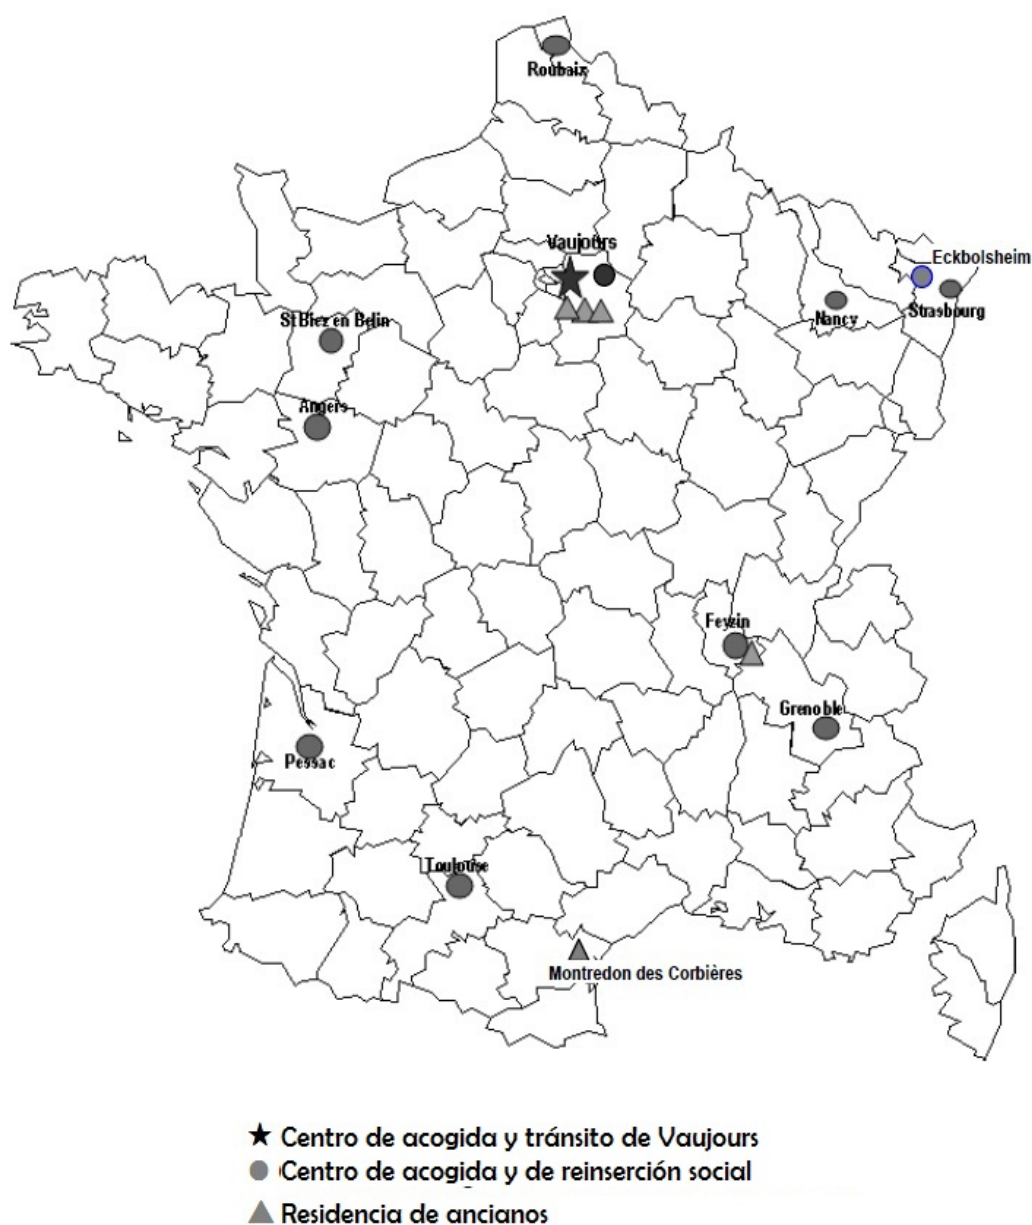 Roubaix
Vaujours
Eckbolsheim
Nancy
Strasbourg
St Biez en Belin
Angers
Feyzin
Grenoble
Pessac
Toulouse
Montredon des Corbières
Centro de acogida y tránsito de Vaujours
Centro de acogida y de reinserción social
Residencia de ancianos